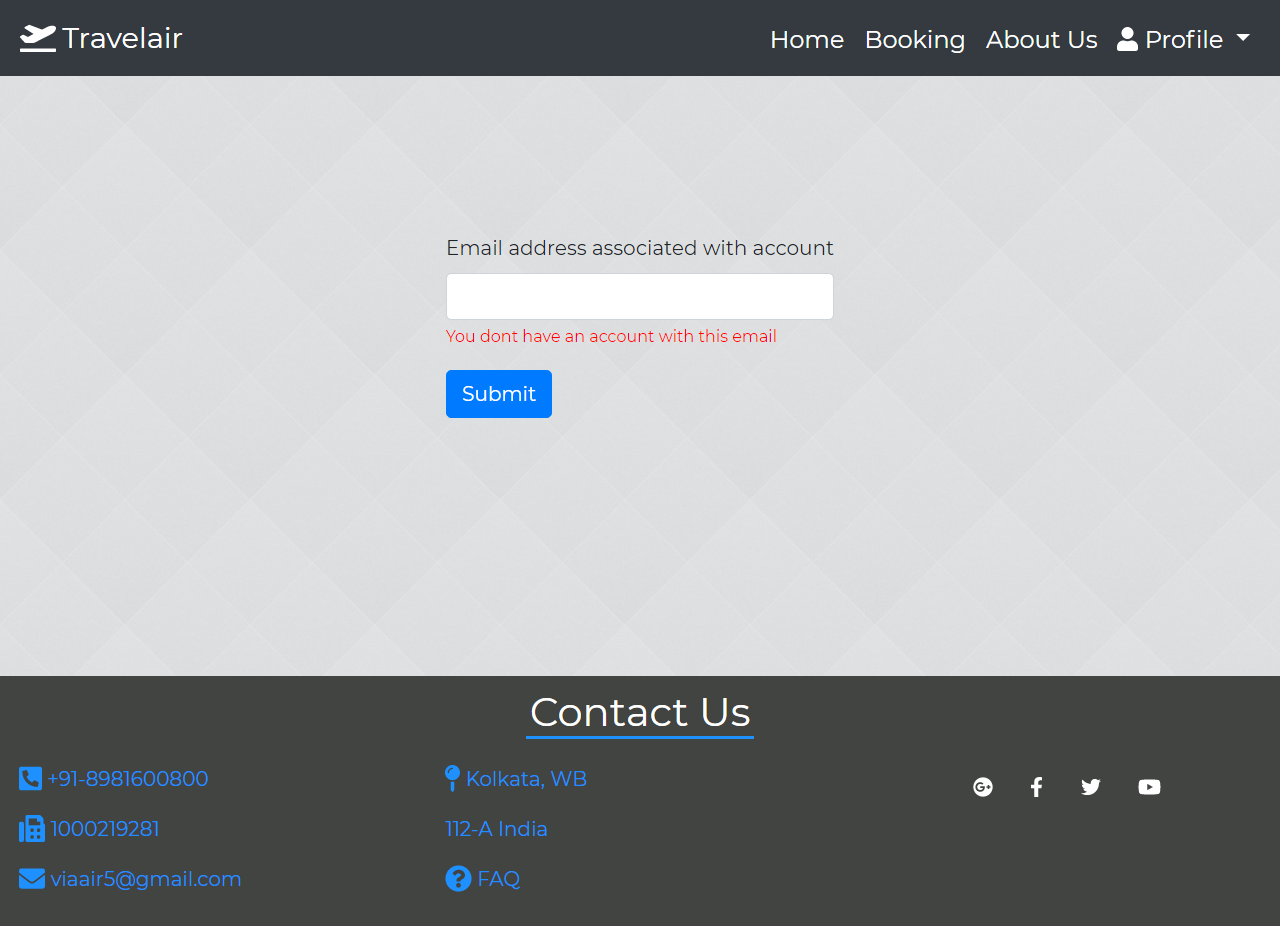 Travelair
Home Booking About Us Profile
Email address associated with account
You dont have an account with this email
Submit
Contact Us
+91-8981600800
1000219281
viaair5@gmail.com
Kolkata, WB
112-A India
FAQ